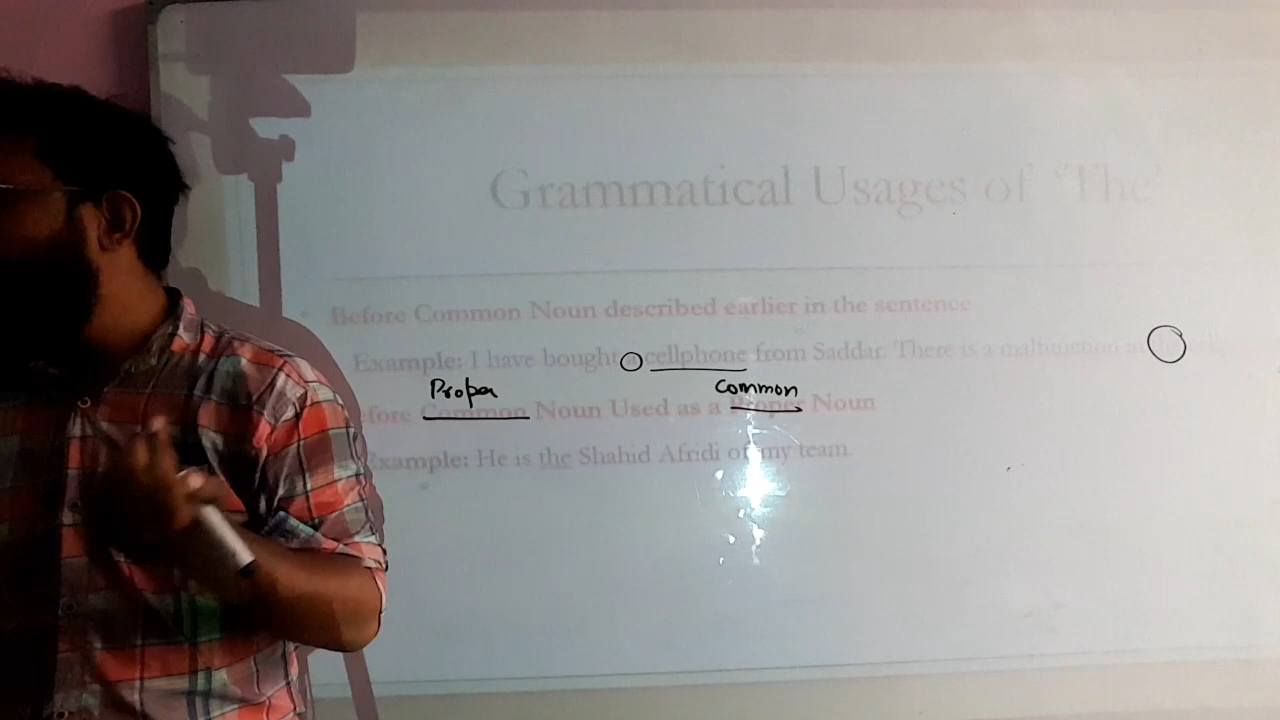 Grammatical Usages of 'The'
Before Common Noun described earlier in the sentence
Example: I have bought a cellphone from Saddar. There is a malfunction in
Proper Common
efore Common Noun Used as a Proper Noun
Example: He is the Shahid Afridi of my team.